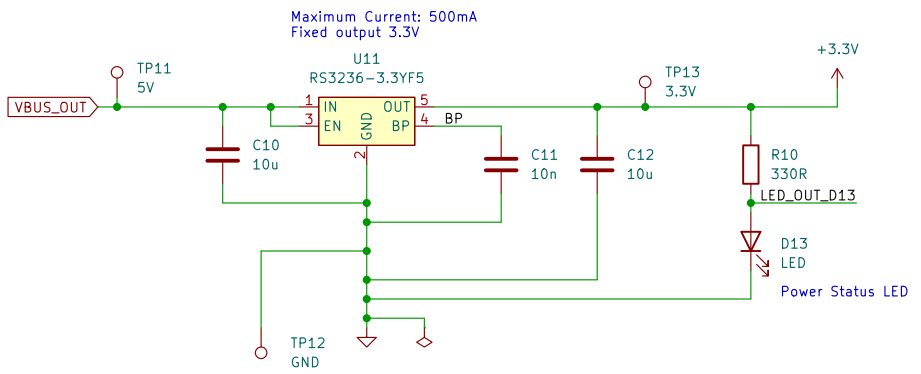 Maximum Current: 500mA
Fixed output 3.3V
U11
RS3236-3.3YF5
+3.3V
TP11
5V
TP13
3.3V
VBUS_OUT
1
IN
OUT
5
3
EN
GND
BP
4
BP
2
C10
10u
C11
10n
C12
10u
R10
330R
LED_OUT_D13
D13
LED
Power Status LED
TP12
GND